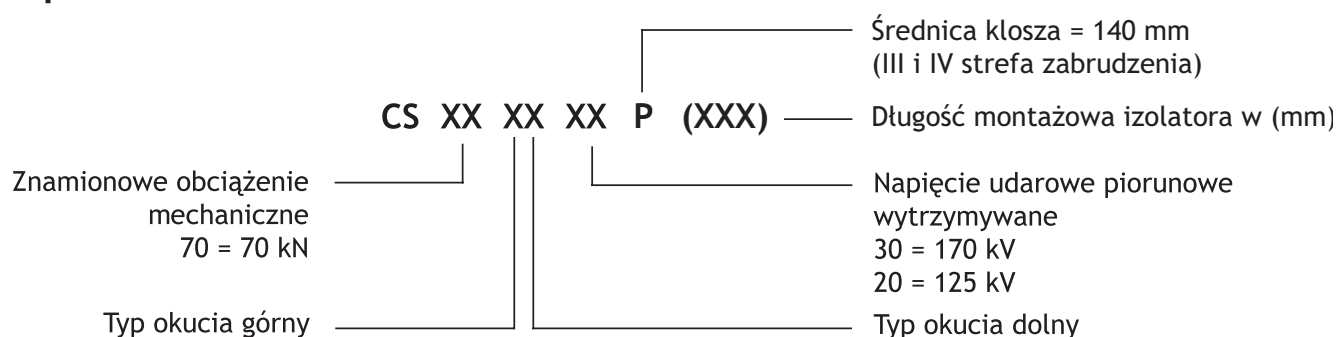 Średnica klosza = 140 mm
(III i IV strefa zabrudzenia)
CS XX XX XX P (XXX)
Długość montażowa izolatora w (mm)
Znamionowe obciążenie
mechaniczne
70 = 70 kN
Napięcie udarowe piorunowe
wytrzymywane
30 = 170 kV
20 = 125 kV
Typ okucia górny
Typ okucia dolny